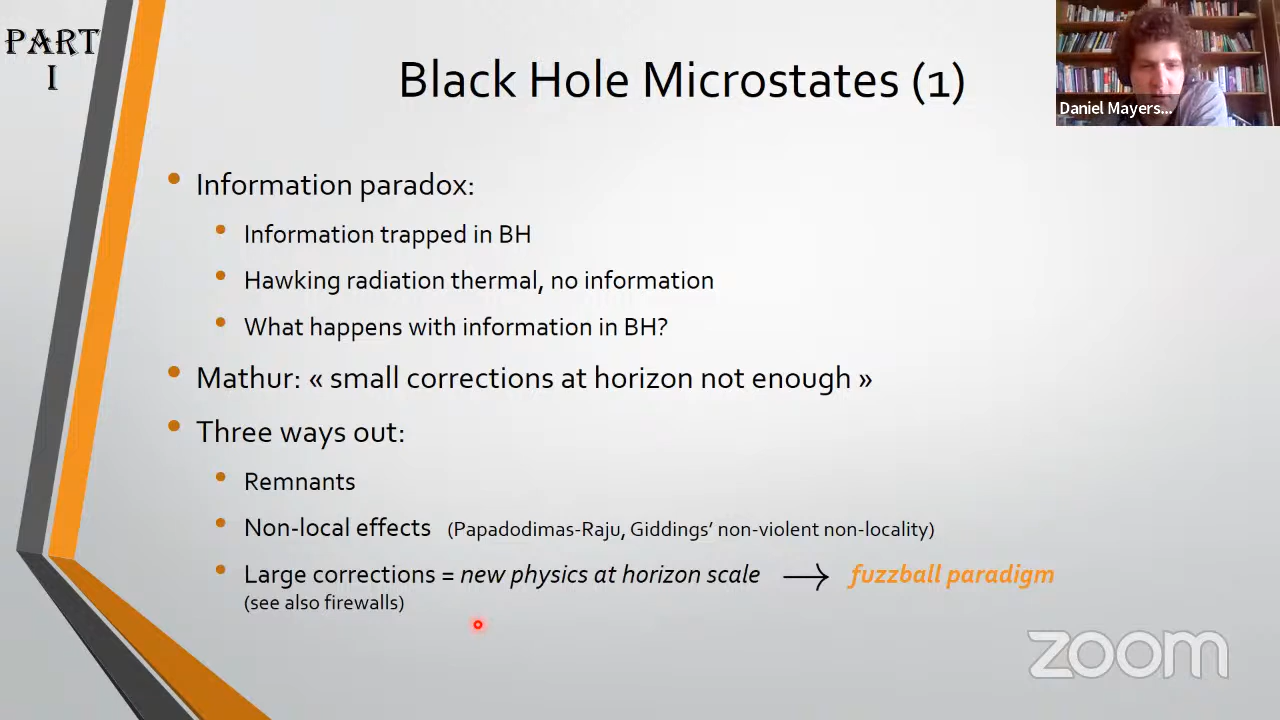 PART
I
Black Hole Microstates (1)
Daniel Mayers...
Information paradox:
Information trapped in BH
Hawking radiation thermal, no information
What happens with information in BH?
Mathur: « small corrections at horizon not enough »
Three ways out:
Remnants
Non-local effects (Papadodimas-Raju, Giddings’ non-violent non-locality)
Large corrections = new physics at horizon scale → fuzzball paradigm
(see also firewalls)
zoom